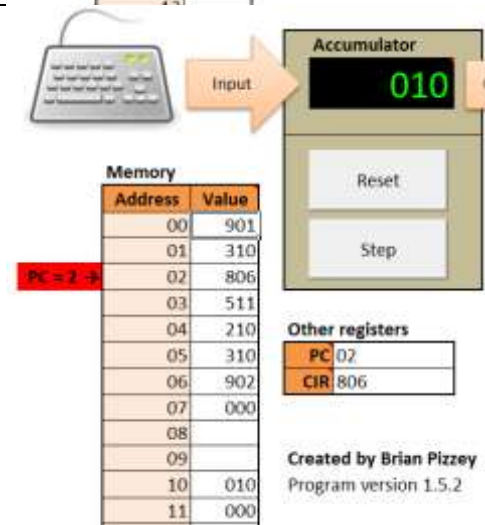 Accumulator
Input
010
Reset
Step
Memory
Address Value
00 901
01 310
PC = 2 → 02 806
03 511
04 210
05 310
06 902
07 000
08
09
10 010
11 000
Other registers
PC 02
CIR 806
Created by Brian Pizzey
Program version 1.5.2